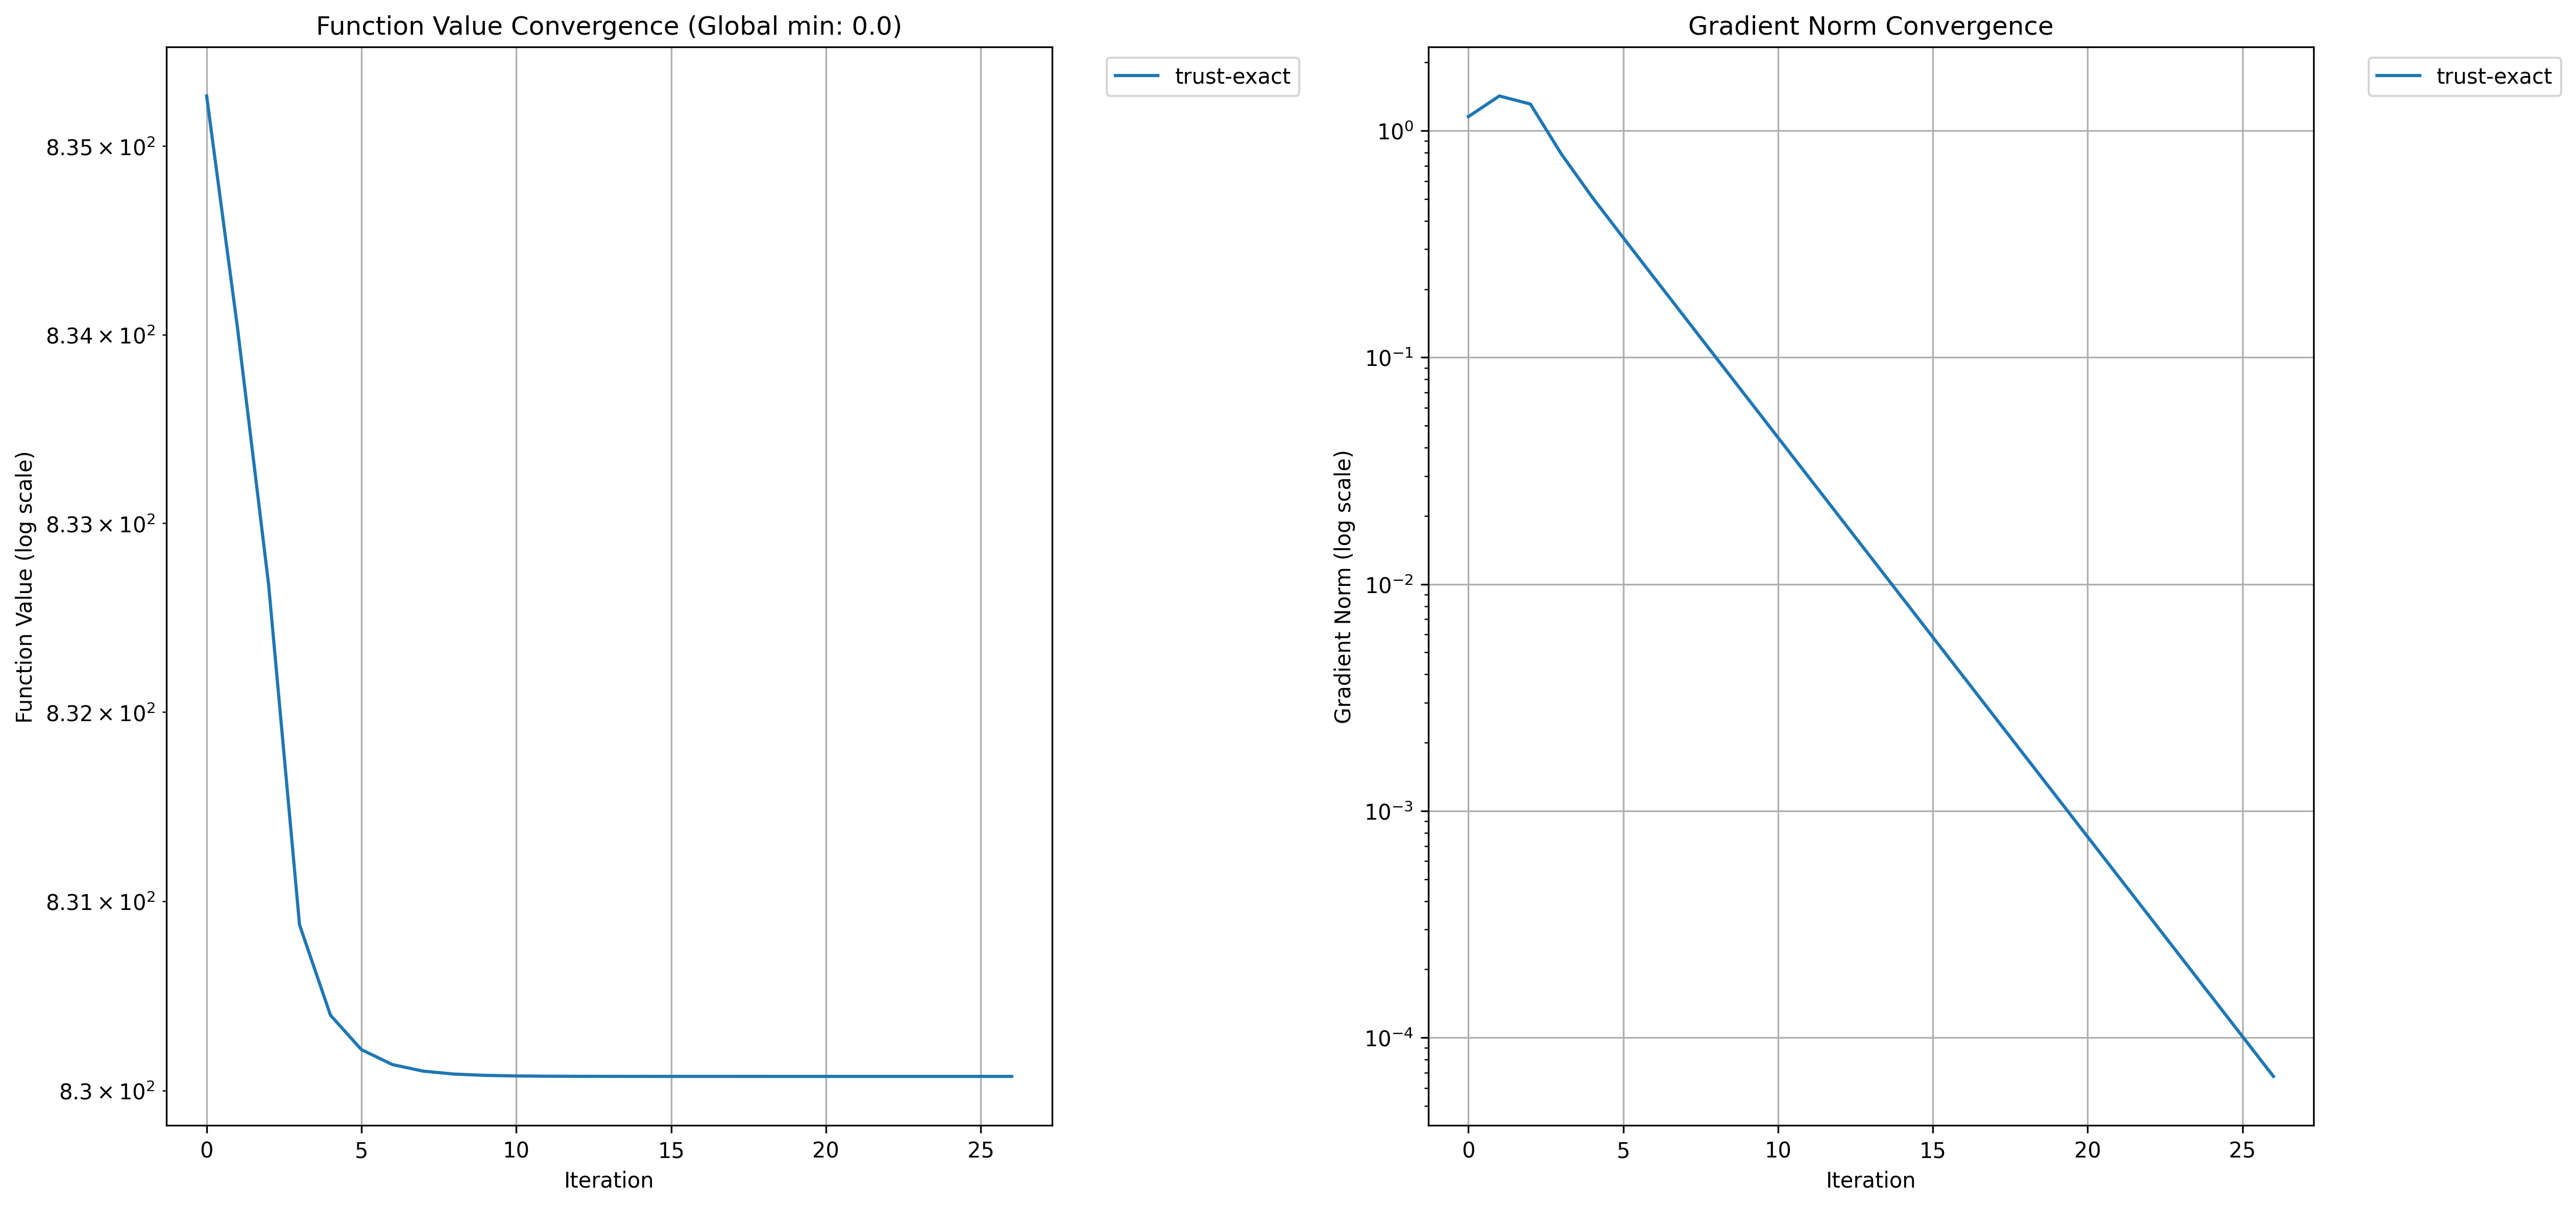 Function Value Convergence (Global min: 0.0)
Function Value (log scale)
8.35 × 10²
8.34 × 10²
8.33 × 10²
8.32 × 10²
8.31 × 10²
8.3 × 10²
0 5 10 15 20 25
Iteration
trust-exact
Gradient Norm Convergence
Gradient Norm (log scale)
10⁰
10⁻¹
10⁻²
10⁻³
10⁻⁴
0 5 10 15 20 25
Iteration
trust-exact